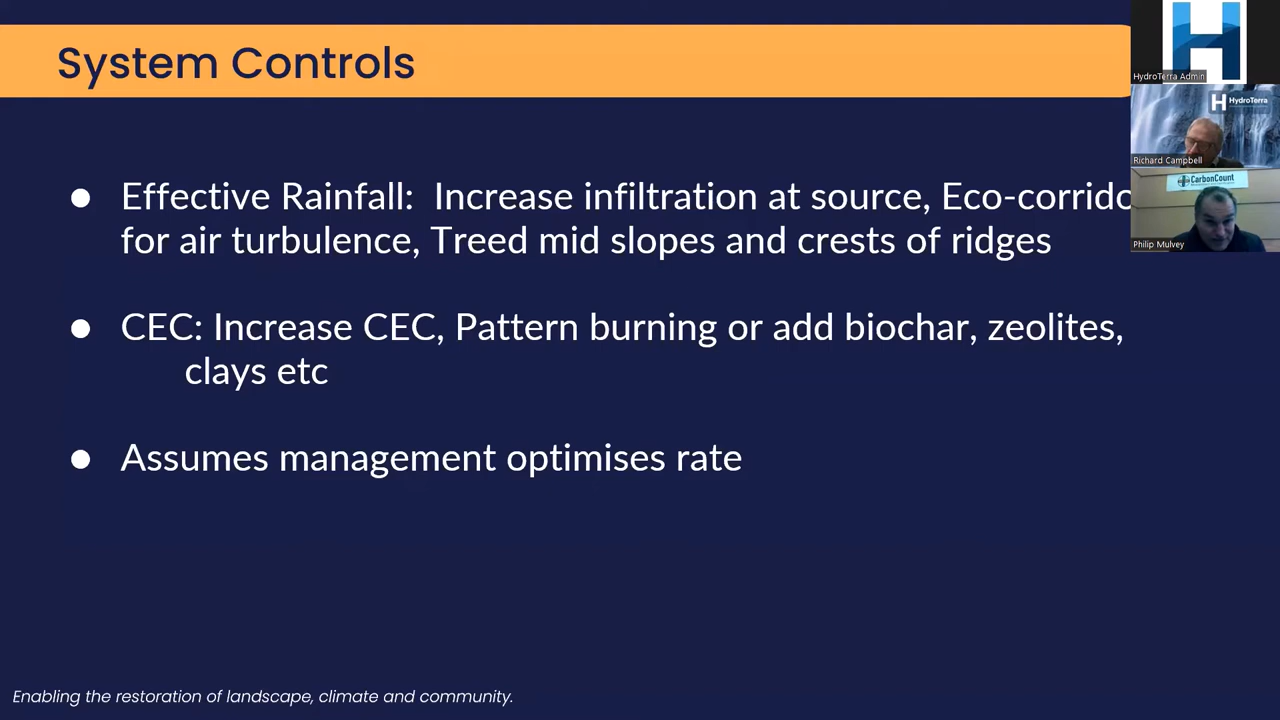 System Controls
● Effective Rainfall: Increase infiltration at source, Eco-corrido
for air turbulence, Treed mid slopes and crests of ridges
● CEC: Increase CEC, Pattern burning or add biochar, zeolites,
clays etc
● Assumes management optimises rate
Enabling the restoration of landscape, climate and community.
HydroTerra Admin
HydroTerra
Richard Campbell
CarbonCount
Philip Mulvey